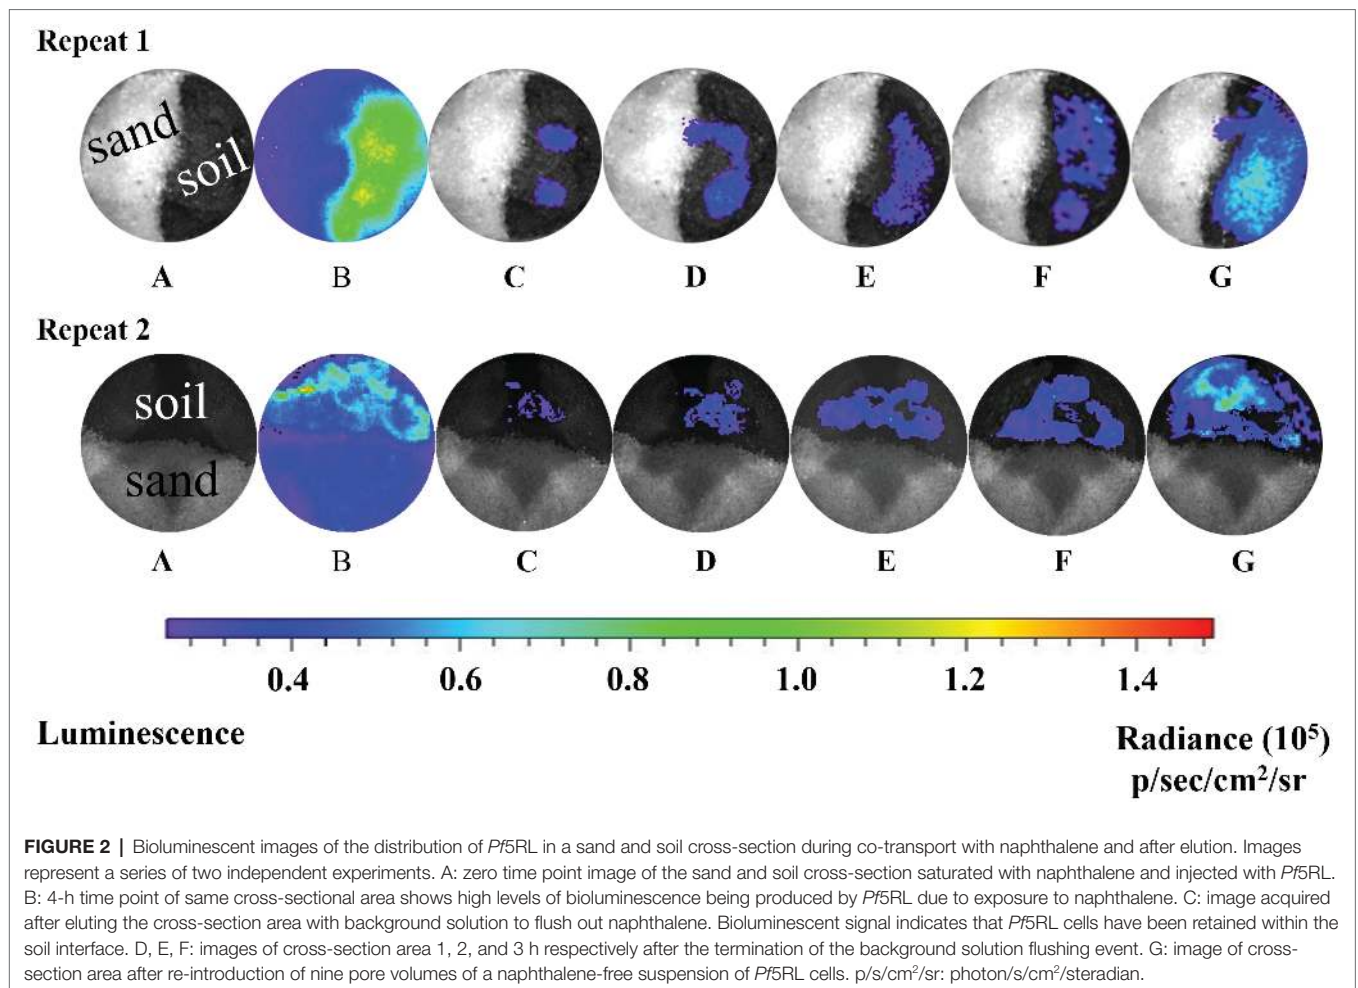 Repeat 1
sand
soil
A B C D E F G
Repeat 2
soil
sand
A B C D E F G
0.4 0.6 0.8 1.0 1.2 1.4
Luminescence
Radiance (10⁵)
p/sec/cm²/sr
FIGURE 2 | Bioluminescent images of the distribution of Pf5RL in a sand and soil cross-section during co-transport with naphthalene and after elution. Images
represent a series of two independent experiments. A: zero time point image of the sand and soil cross-section saturated with naphthalene and injected with Pf5RL.
B: 4-h time point of same cross-sectional area shows high levels of bioluminescence being produced by Pf5RL due to exposure to naphthalene. C: image acquired
after eluting the cross-section area with background solution to flush out naphthalene. Bioluminescent signal indicates that Pf5RL cells have been retained within the
soil interface. D, E, F: images of cross-section area 1, 2, and 3 h respectively after the termination of the background solution flushing event. G: image of cross-
section area after re-introduction of nine pore volumes of a naphthalene-free suspension of Pf5RL cells. p/s/cm²/sr: photon/s/cm²/steradian.